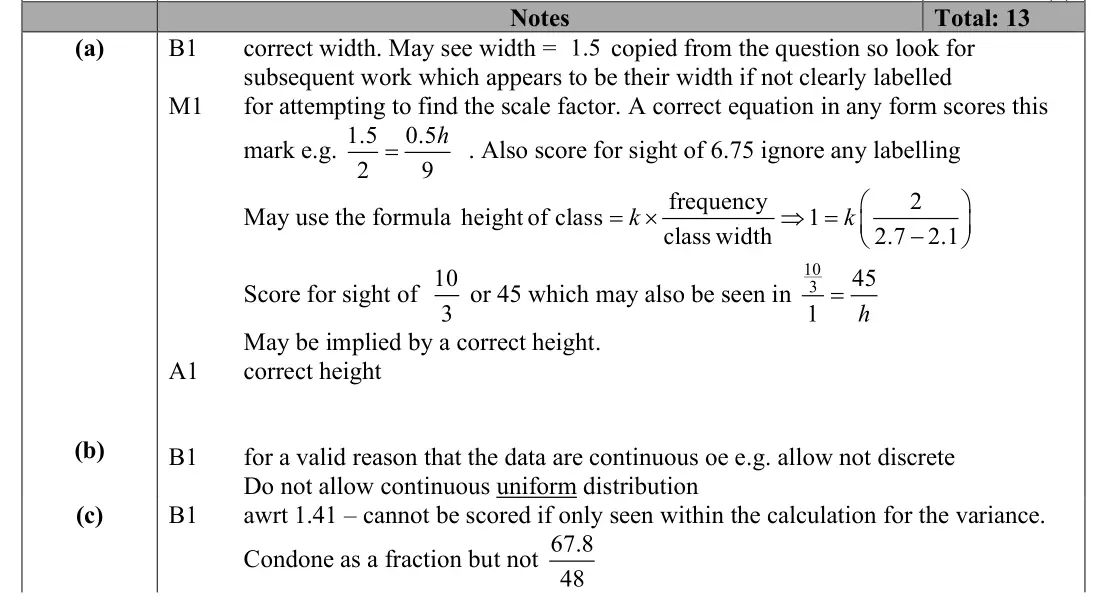 Notes Total: 13
(a) B1 correct width. May see width = 1.5 copied from the question so look for
subsequent work which appears to be their width if not clearly labelled
M1 for attempting to find the scale factor. A correct equation in any form scores this
mark e.g. 1.5/2 = 0.5h/9 . Also score for sight of 6.75 ignore any labelling
May use the formula height of class = k × frequency/class width ⇒ 1 = k(2/(2.7 − 2.1))
Score for sight of 10/3 or 45 which may also be seen in (10/3)/1 = 45/h
May be implied by a correct height.
A1 correct height
(b) B1 for a valid reason that the data are continuous oe e.g. allow not discrete
Do not allow continuous uniform distribution
(c) B1 awrt 1.41 – cannot be scored if only seen within the calculation for the variance.
Condone as a fraction but not 67.8/48